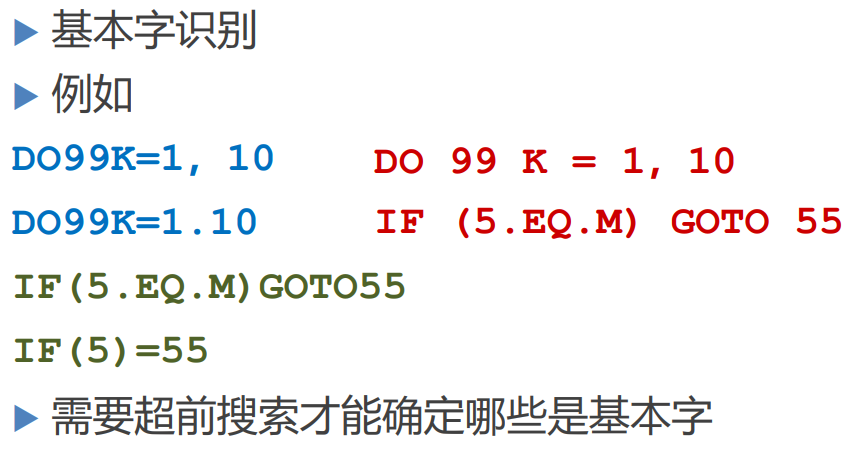 ▶ 基本字识别
▶ 例如
DO99K=1, 10 DO 99 K = 1, 10
DO99K=1.10 IF (5.EQ.M) GOTO 55
IF(5.EQ.M)GOTO55
IF(5)=55
▶ 需要超前搜索才能确定哪些是基本字